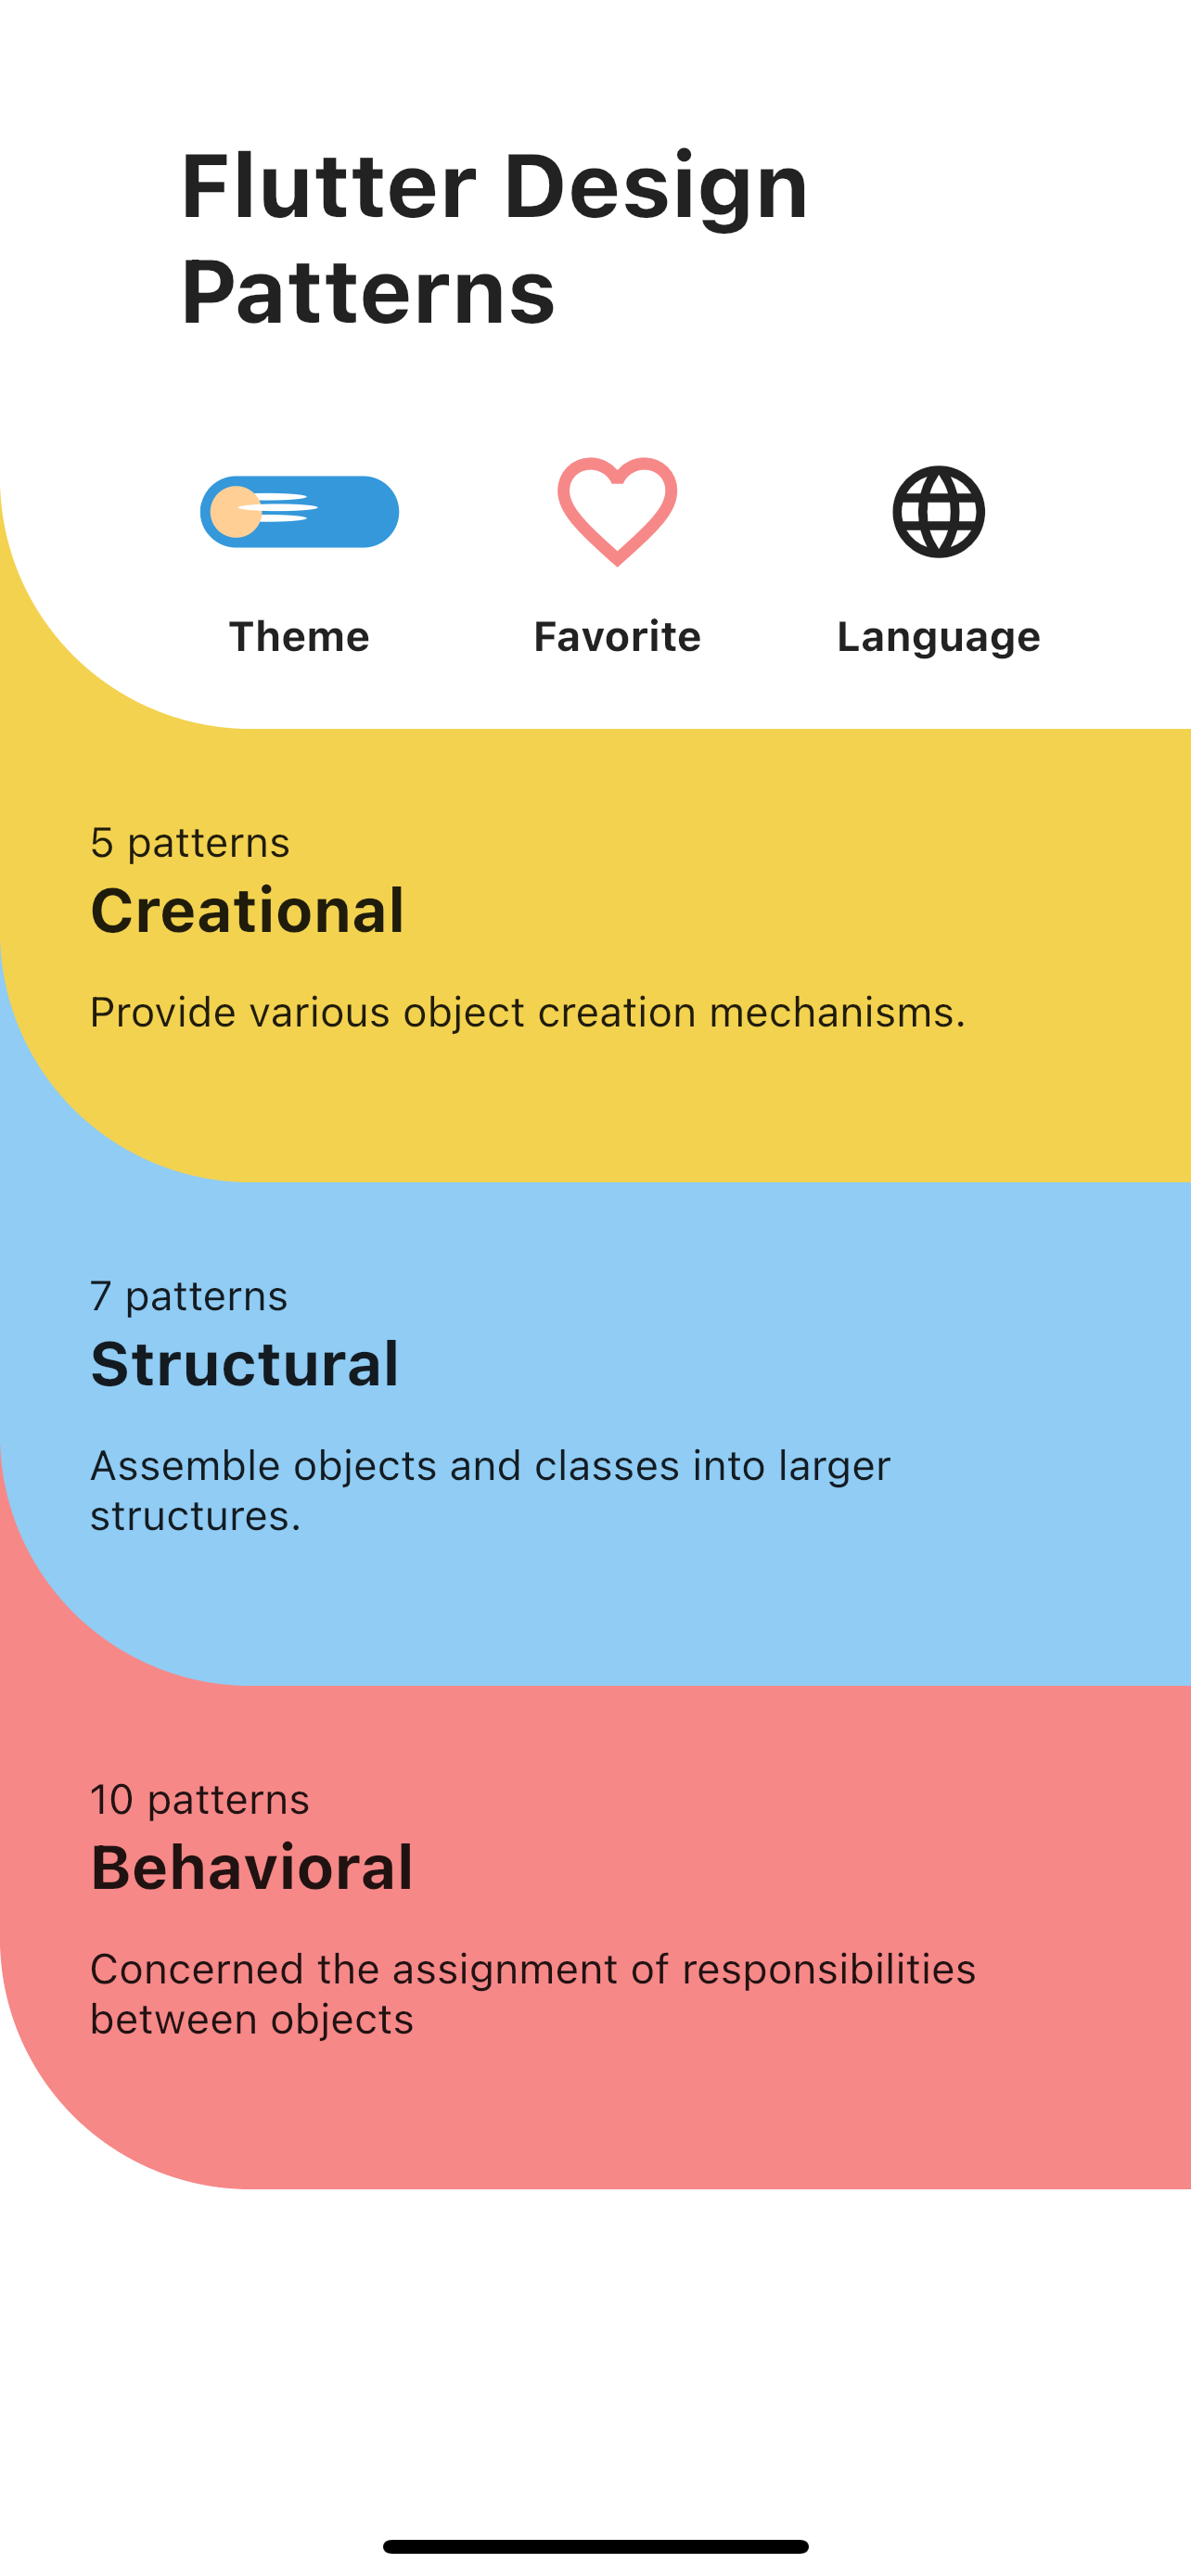 Flutter Design
Patterns
Theme
Favorite
Language
5 patterns
Creational
Provide various object creation mechanisms.
7 patterns
Structural
Assemble objects and classes into larger
structures.
10 patterns
Behavioral
Concerned the assignment of responsibilities
between objects